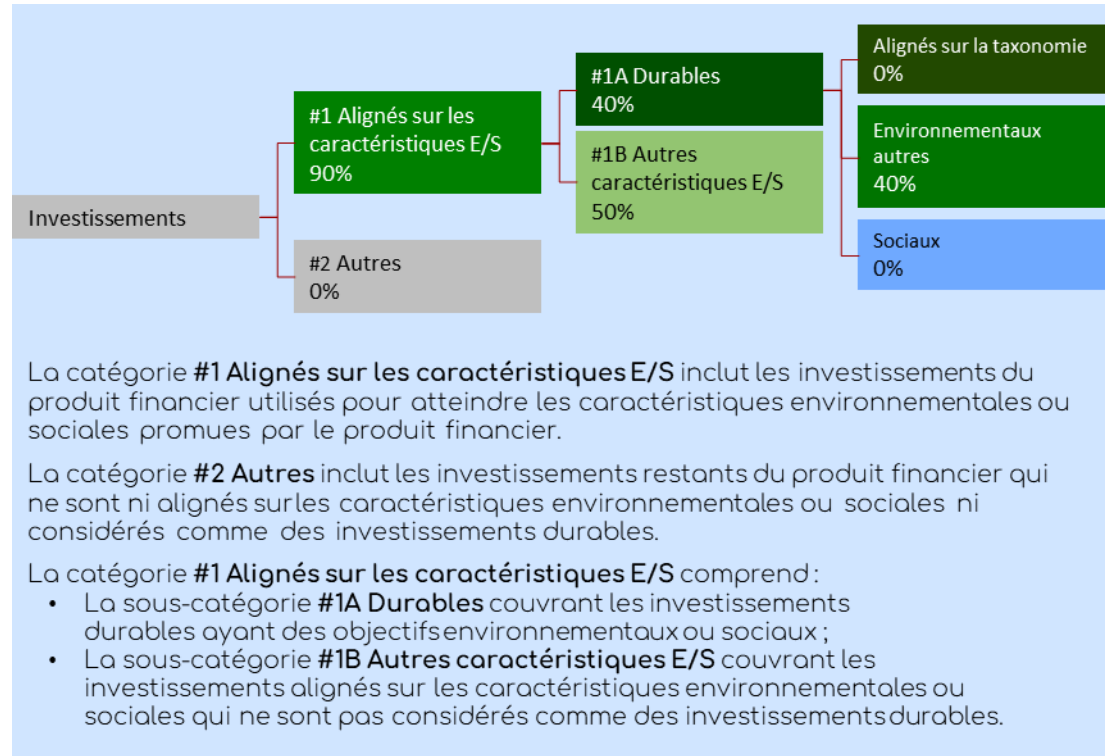 Investissements
#1 Alignés sur les
caractéristiques E/S
90%
#2 Autres
0%
#1A Durables
40%
#1B Autres
caractéristiques E/S
50%
Alignés sur la taxonomie
0%
Environnementaux
autres
40%
Sociaux
0%
La catégorie #1 Alignés sur les caractéristiques E/S inclut les investissements du
produit financier utilisés pour atteindre les caractéristiques environnementales ou
sociales promues par le produit financier.
La catégorie #2 Autres inclut les investissements restants du produit financier qui
ne sont ni alignés sur les caractéristiques environnementales ou sociales ni
considérés comme des investissements durables.
La catégorie #1 Alignés sur les caractéristiques E/S comprend :
• La sous-catégorie #1A Durables couvrant les investissements
durables ayant des objectifs environnementaux ou sociaux ;
• La sous-catégorie #1B Autres caractéristiques E/S couvrant les
investissements alignés sur les caractéristiques environnementales ou
sociales qui ne sont pas considérés comme des investissements durables.